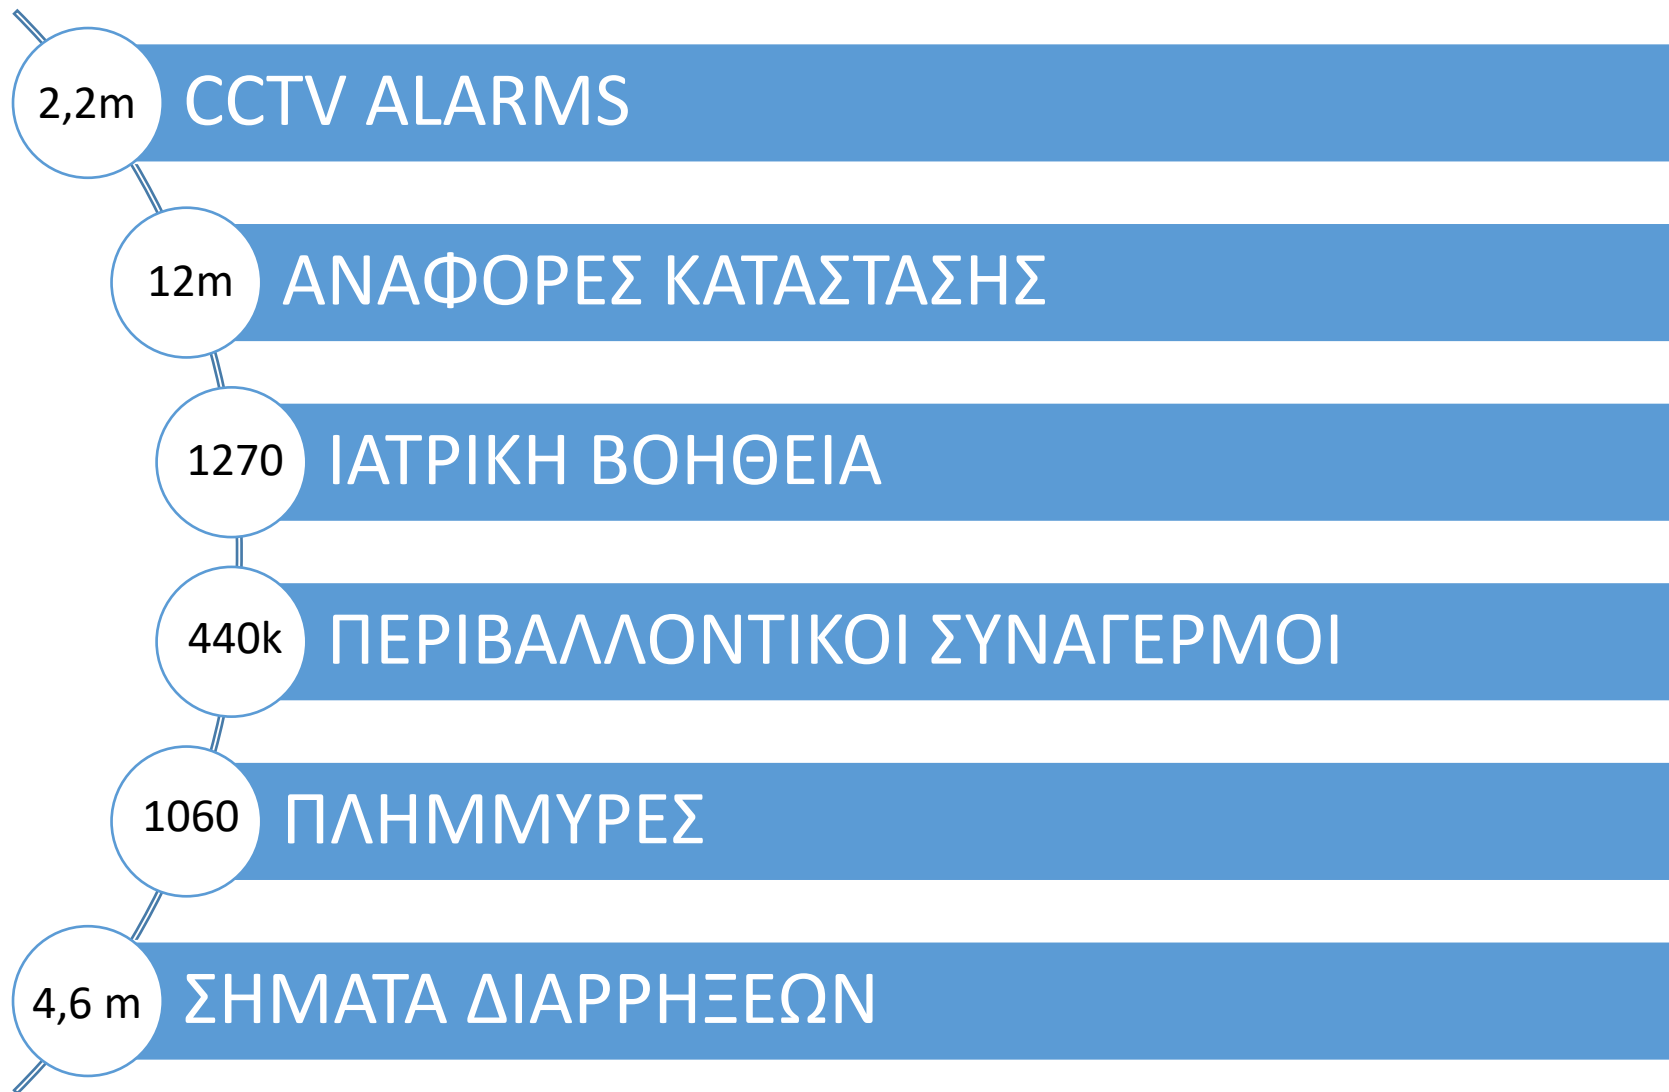 2,2m CCTV ALARMS
12m ΑΝΑΦΟΡΕΣ ΚΑΤΑΣΤΑΣΗΣ
1270 ΙΑΤΡΙΚΗ ΒΟΗΘΕΙΑ
440k ΠΕΡΙΒΑΛΛΟΝΤΙΚΟΙ ΣΥΝΑΓΕΡΜΟΙ
1060 ΠΛΗΜΜΥΡΕΣ
4,6 m ΣΗΜΑΤΑ ΔΙΑΡΡΗΞΕΩΝ